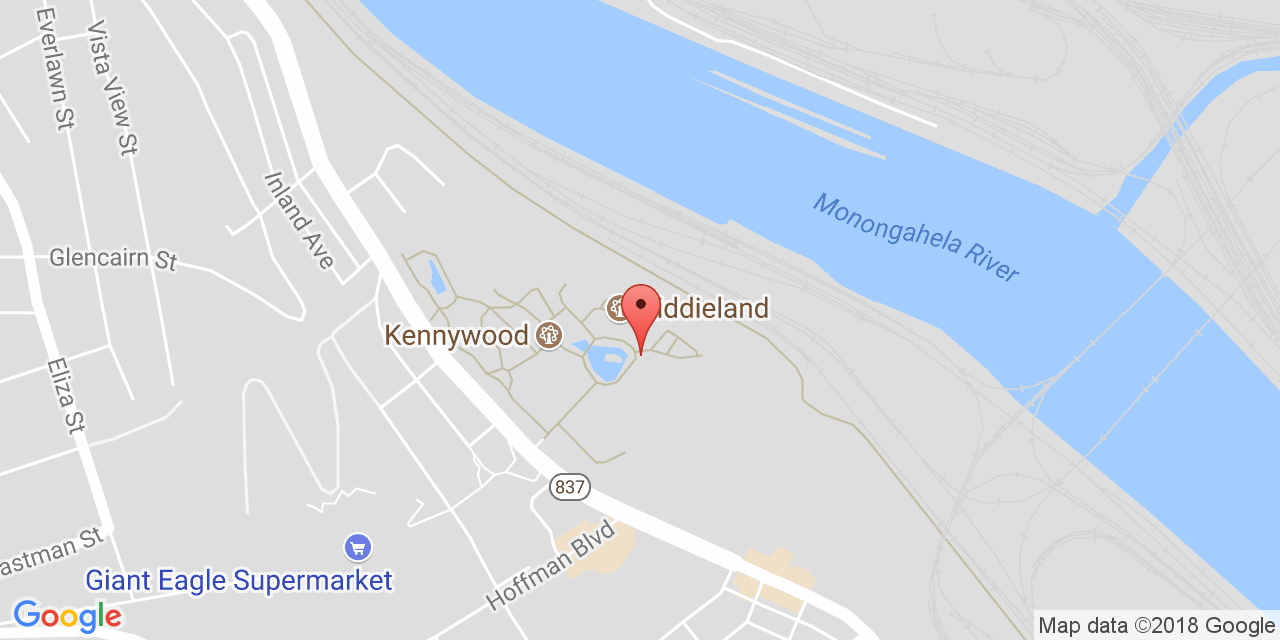 Everlawn St
Vista View St
Inland Ave
Monongahela River
Glencairn St
ddieland
Kennywood
Eliza St
837
astman St
Hoffman Blvd
Giant Eagle Supermarket
Google
Map data ©2018 Google